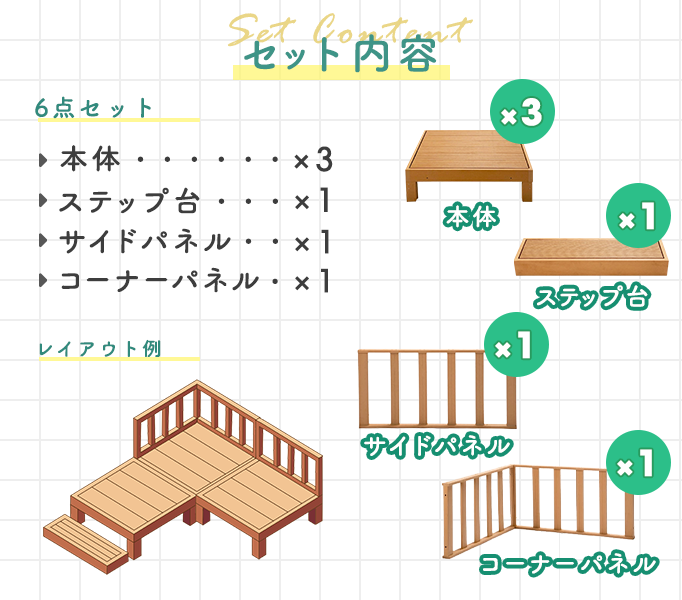 Set Content
セット内容
6点セット
本体・・・・・・×3
ステップ台・・・×1
サイドパネル・・×1
コーナーパネル・×1
×3
本体
×1
ステップ台
レイアウト例
×1
サイドパネル
×1
コーナーパネル